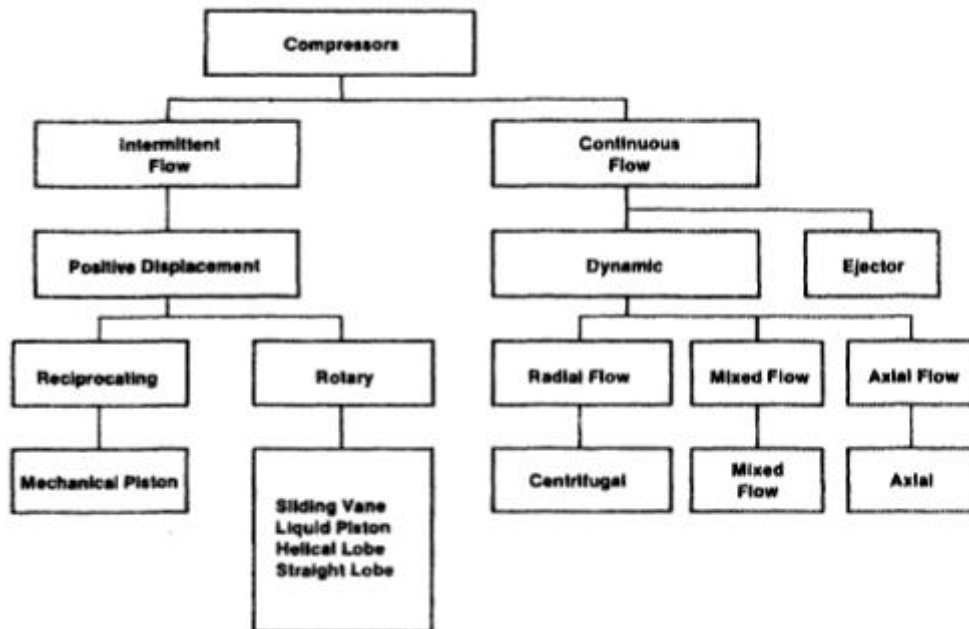 Compressors
Intermittent
Flow
Continuous
Flow
Positive Displacement
Dynamic
Ejector
Reciprocating
Rotary
Radial Flow
Mixed Flow
Axial Flow
Mechanical Piston
Sliding Vane
Liquid Piston
Helical Lobe
Straight Lobe
Centrifugal
Mixed
Flow
Axial